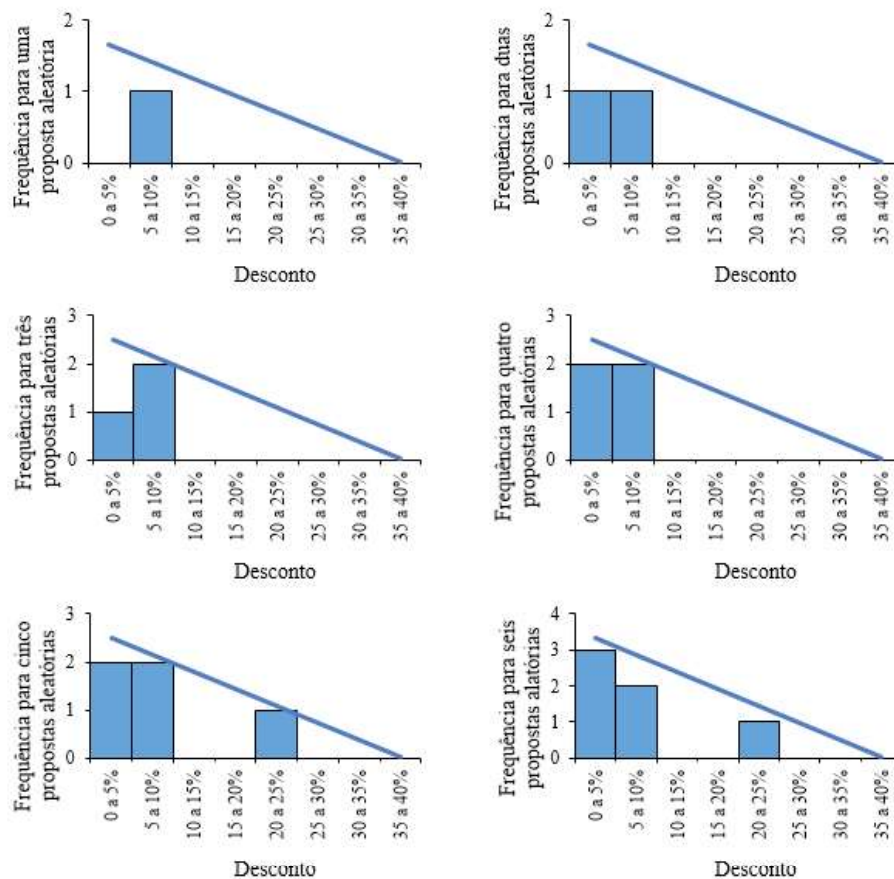 Frequência para uma
proposta aleatória
2
1
0
0 a 5%
5 a 10%
10 a 15%
15 a 20%
20 a 25%
25 a 30%
30 a 35%
35 a 40%
Desconto
Frequência para duas
propostas aleatórias
2
1
0
0 a 5%
5 a 10%
10 a 15%
15 a 20%
20 a 25%
25 a 30%
30 a 35%
35 a 40%
Desconto
Frequência para três
propostas aleatórias
3
2
1
0
0 a 5%
5 a 10%
10 a 15%
15 a 20%
20 a 25%
25 a 30%
30 a 35%
35 a 40%
Desconto
Frequência para quatro
propostas aleatórias
3
2
1
0
0 a 5%
5 a 10%
10 a 15%
15 a 20%
20 a 25%
25 a 30%
30 a 35%
35 a 40%
Desconto
Frequência para cinco
propostas aleatórias
3
2
1
0
0 a 5%
5 a 10%
10 a 15%
15 a 20%
20 a 25%
25 a 30%
30 a 35%
35 a 40%
Desconto
Frequência para seis
propostas alatórias
4
3
2
1
0
0 a 5%
5 a 10%
10 a 15%
15 a 20%
20 a 25%
25 a 30%
30 a 35%
35 a 40%
Desconto